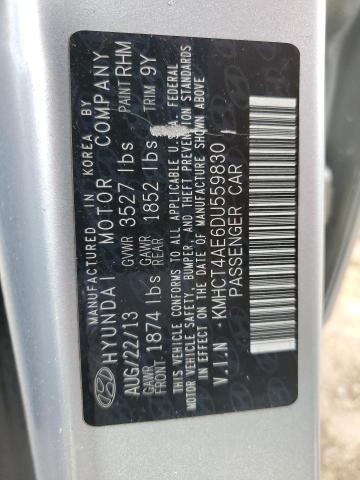 MANUFACTURED IN KOREA BY
HYUNDAI MOTOR COMPANY
AUG/22/13 GVWR 3527 lbs PAINT RHM
GAWR FRONT 1874 lbs GAWR REAR 1852 lbs TRIM 9Y
THIS VEHICLE CONFORMS TO ALL APPLICABLE U.S.A. FEDERAL
MOTOR VEHICLE SAFETY, BUMPER, AND THEFT PREVENTION STANDARDS
IN EFFECT ON THE DATE OF MANUFACTURE SHOWN ABOVE
V.I.N : KMHCT4AE6DU559830
PASSENGER CAR